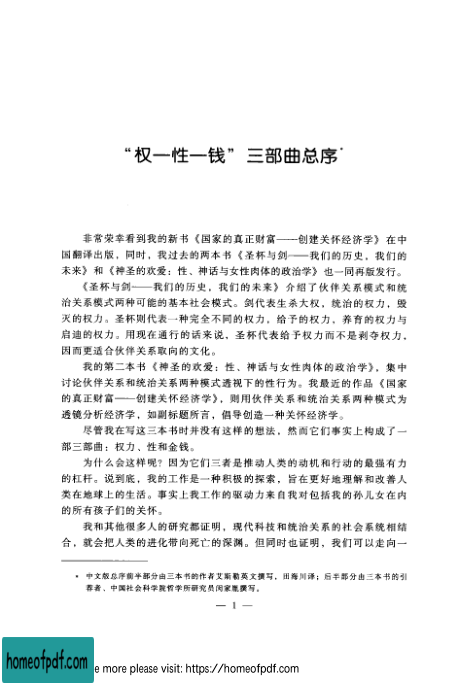 “权—性—钱”三部曲总序*
非常荣幸看到我的新书《国家的真正财富——创建关怀经济学》在中
国翻译出版，同时，我过去的两本书《圣杯与剑——我们的历史，我们的
未来》和《神圣的欢爱：性、神话与女性肉体的政治学》也一同再版发行。
《圣杯与剑——我们的历史，我们的未来》介绍了伙伴关系模式和统
治关系模式两种可能的基本社会模式。剑代表生杀大权，统治的权力，毁
灭的权力。圣杯则代表一种完全不同的权力，给予的权力，养育的权力与
启迪的权力。用现在通行的话来说，圣杯代表给予权力而不是剥夺权力，
因而更适合伙伴关系取向的文化。
我的第二本书《神圣的欢爱：性、神话与女性肉体的政治学》，集中
讨论伙伴关系和统治关系两种模式透视下的性行为。我最近的作品《国家
的真正财富——创建关怀经济学》，则用伙伴关系和统治关系两种模式为
透镜分析经济学，如副标题所言，倡导创造一种关怀经济学。
尽管我在写这三本书时并没有这样的想法，然而它们事实上构成了一
部三部曲：权力、性和金钱。
为什么会这样呢？因为它们三者是推动人类的动机和行动的最强有力
的杠杆。说到底，我的工作是一种积极的探索，旨在更好地理解和改善人
类在地球上的生活。事实上我工作的驱动力来自我对包括我的孙儿女在内
的所有孩子们的关怀。
我和其他很多人的研究都证明，现代科技和统治关系的社会系统相结
合，就会把人类的进化带向死亡的深渊。但同时也证明，我们可以走向一
* 中文版总序前半部分由三本书的作者艾斯勒英文撰写，田海川译；后半部分由三本书的引
荐者、中国社会科学院哲学所研究员闵家胤撰写。
— 1 —
homeofpdf.com
e more please visit: https://homeofpdf.com